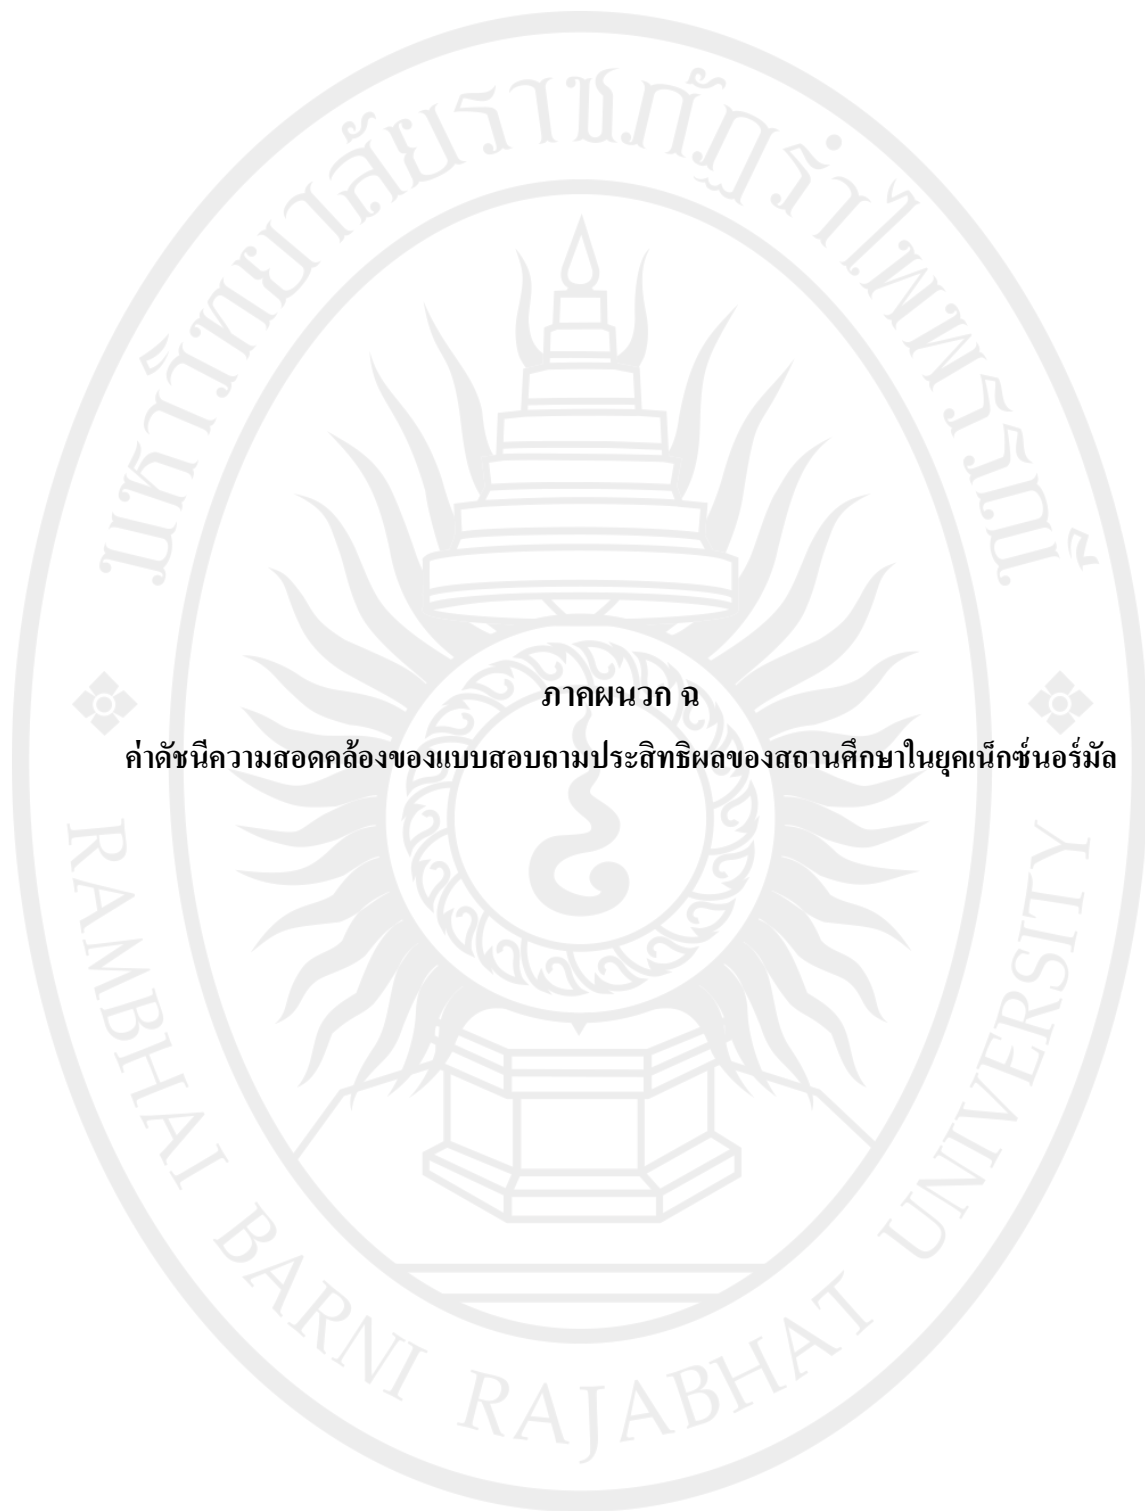 มหาวิทยาลัยราชภัฏรำไพพรรณี
ภาคผนวก ฉ
ค่าดัชนีความสอดคล้องของแบบสอบถามประสิทธิผลของสถานศึกษาในยุคเน็กซ์นอร์มัล
RAMBHAI BARNI RAJABHAT UNIVERSITY